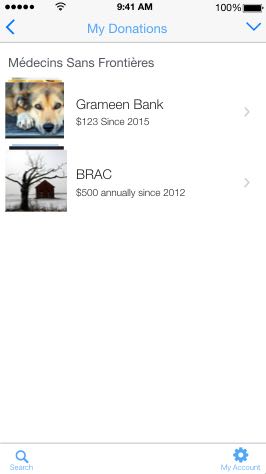 9:41 AM
100%
My Donations
Médecins Sans Frontières
Grameen Bank
$123 Since 2015
BRAC
$500 annually since 2012
Search
My Account